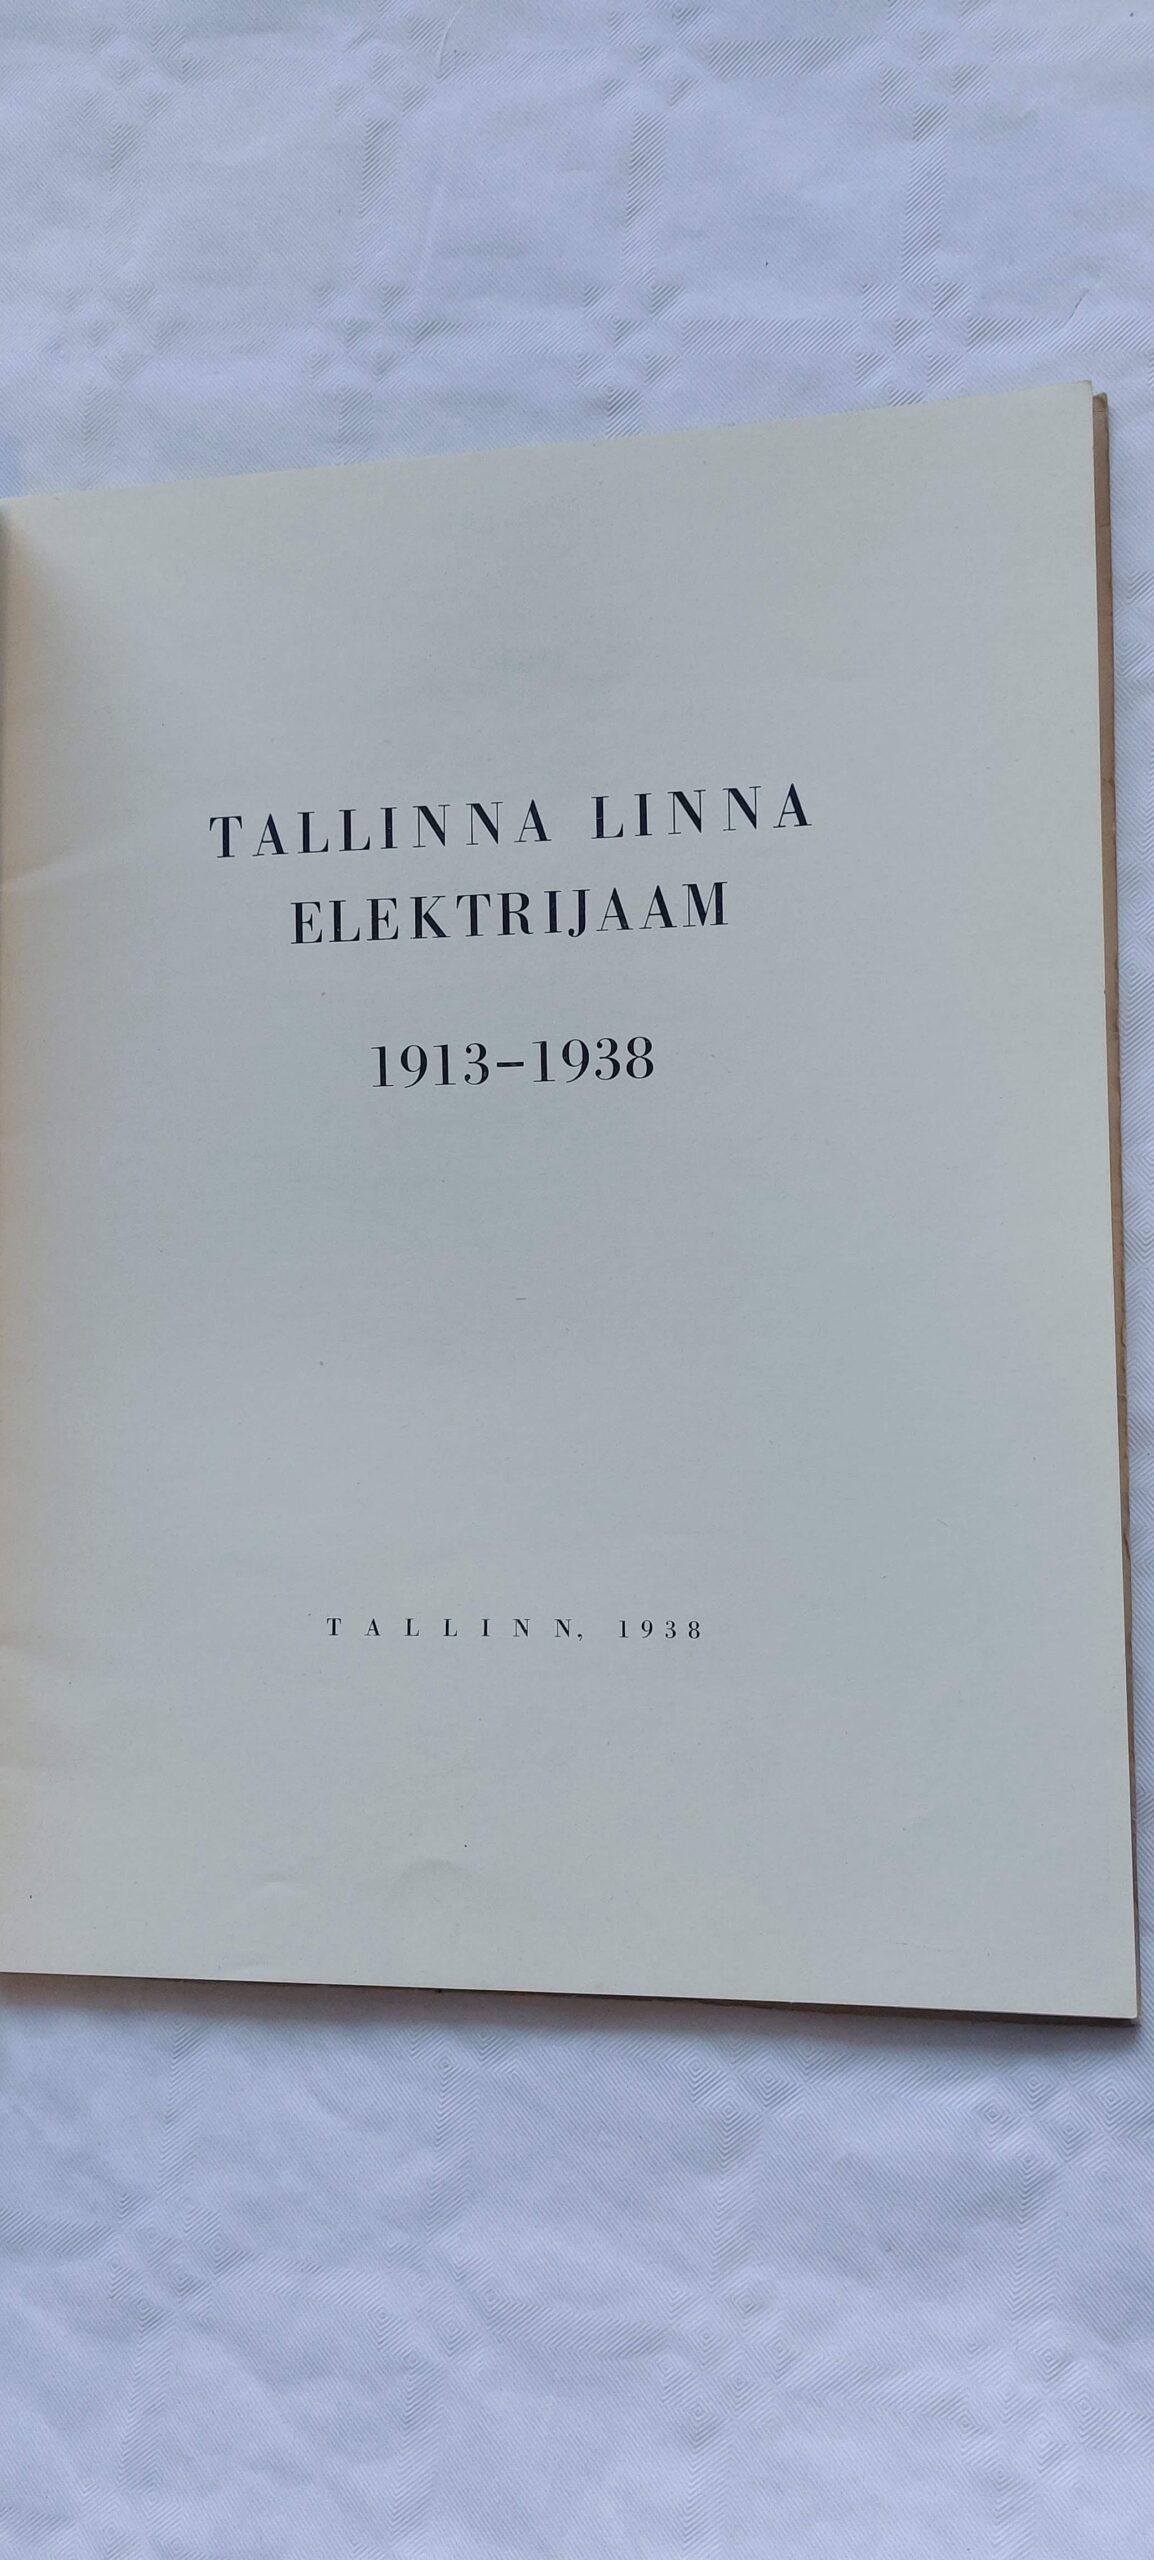 TALLINNA LINNA
ELEKTRIJAAM
1913–1938
TALLINN, 1938